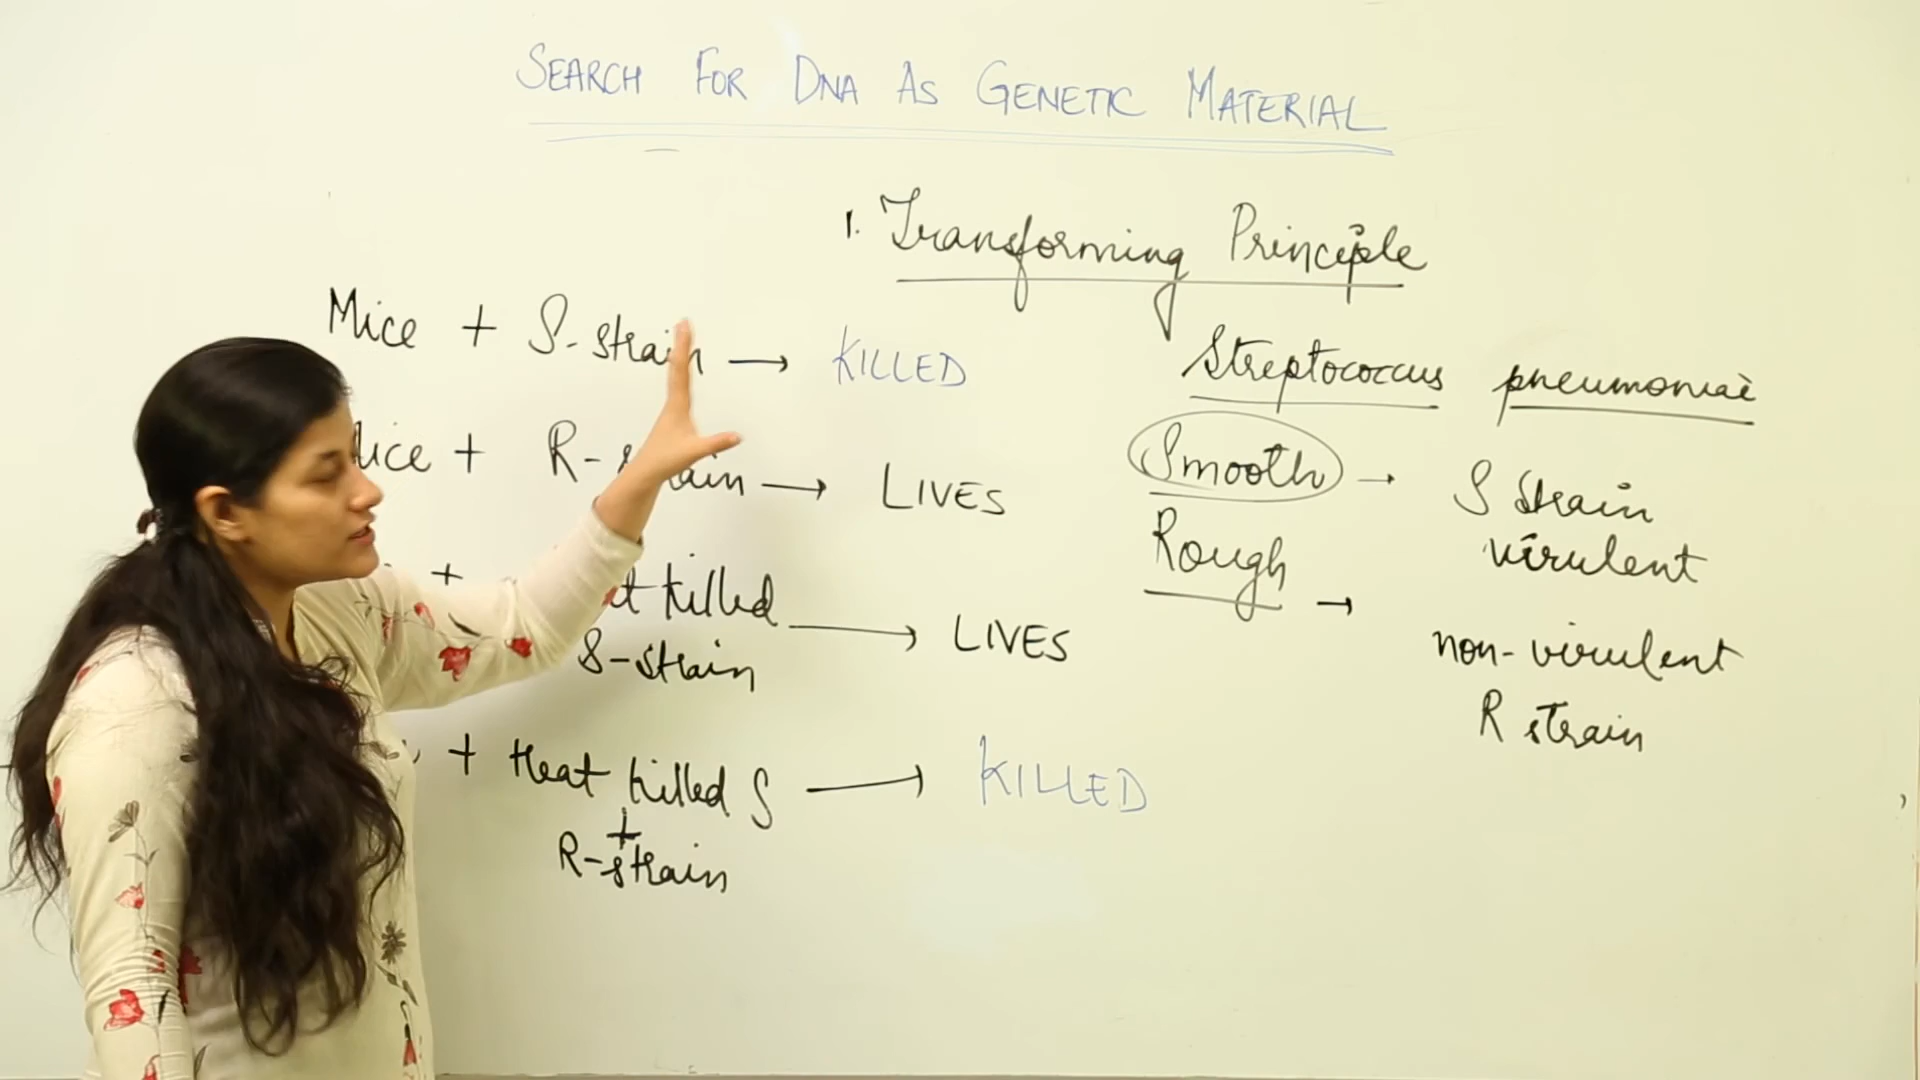 SEARCH FOR DNA AS GENETIC MATERIAL
1. Transforming Principle
Mice + S-strain → KILLED
+ R- → LIVES
+ killed
S-strain → LIVES
+ Heat killed S → KILLED
+
R-strain
Streptococcus pneumoniae
Smooth → S strain
virulent
Rough →
non-virulent
R strain